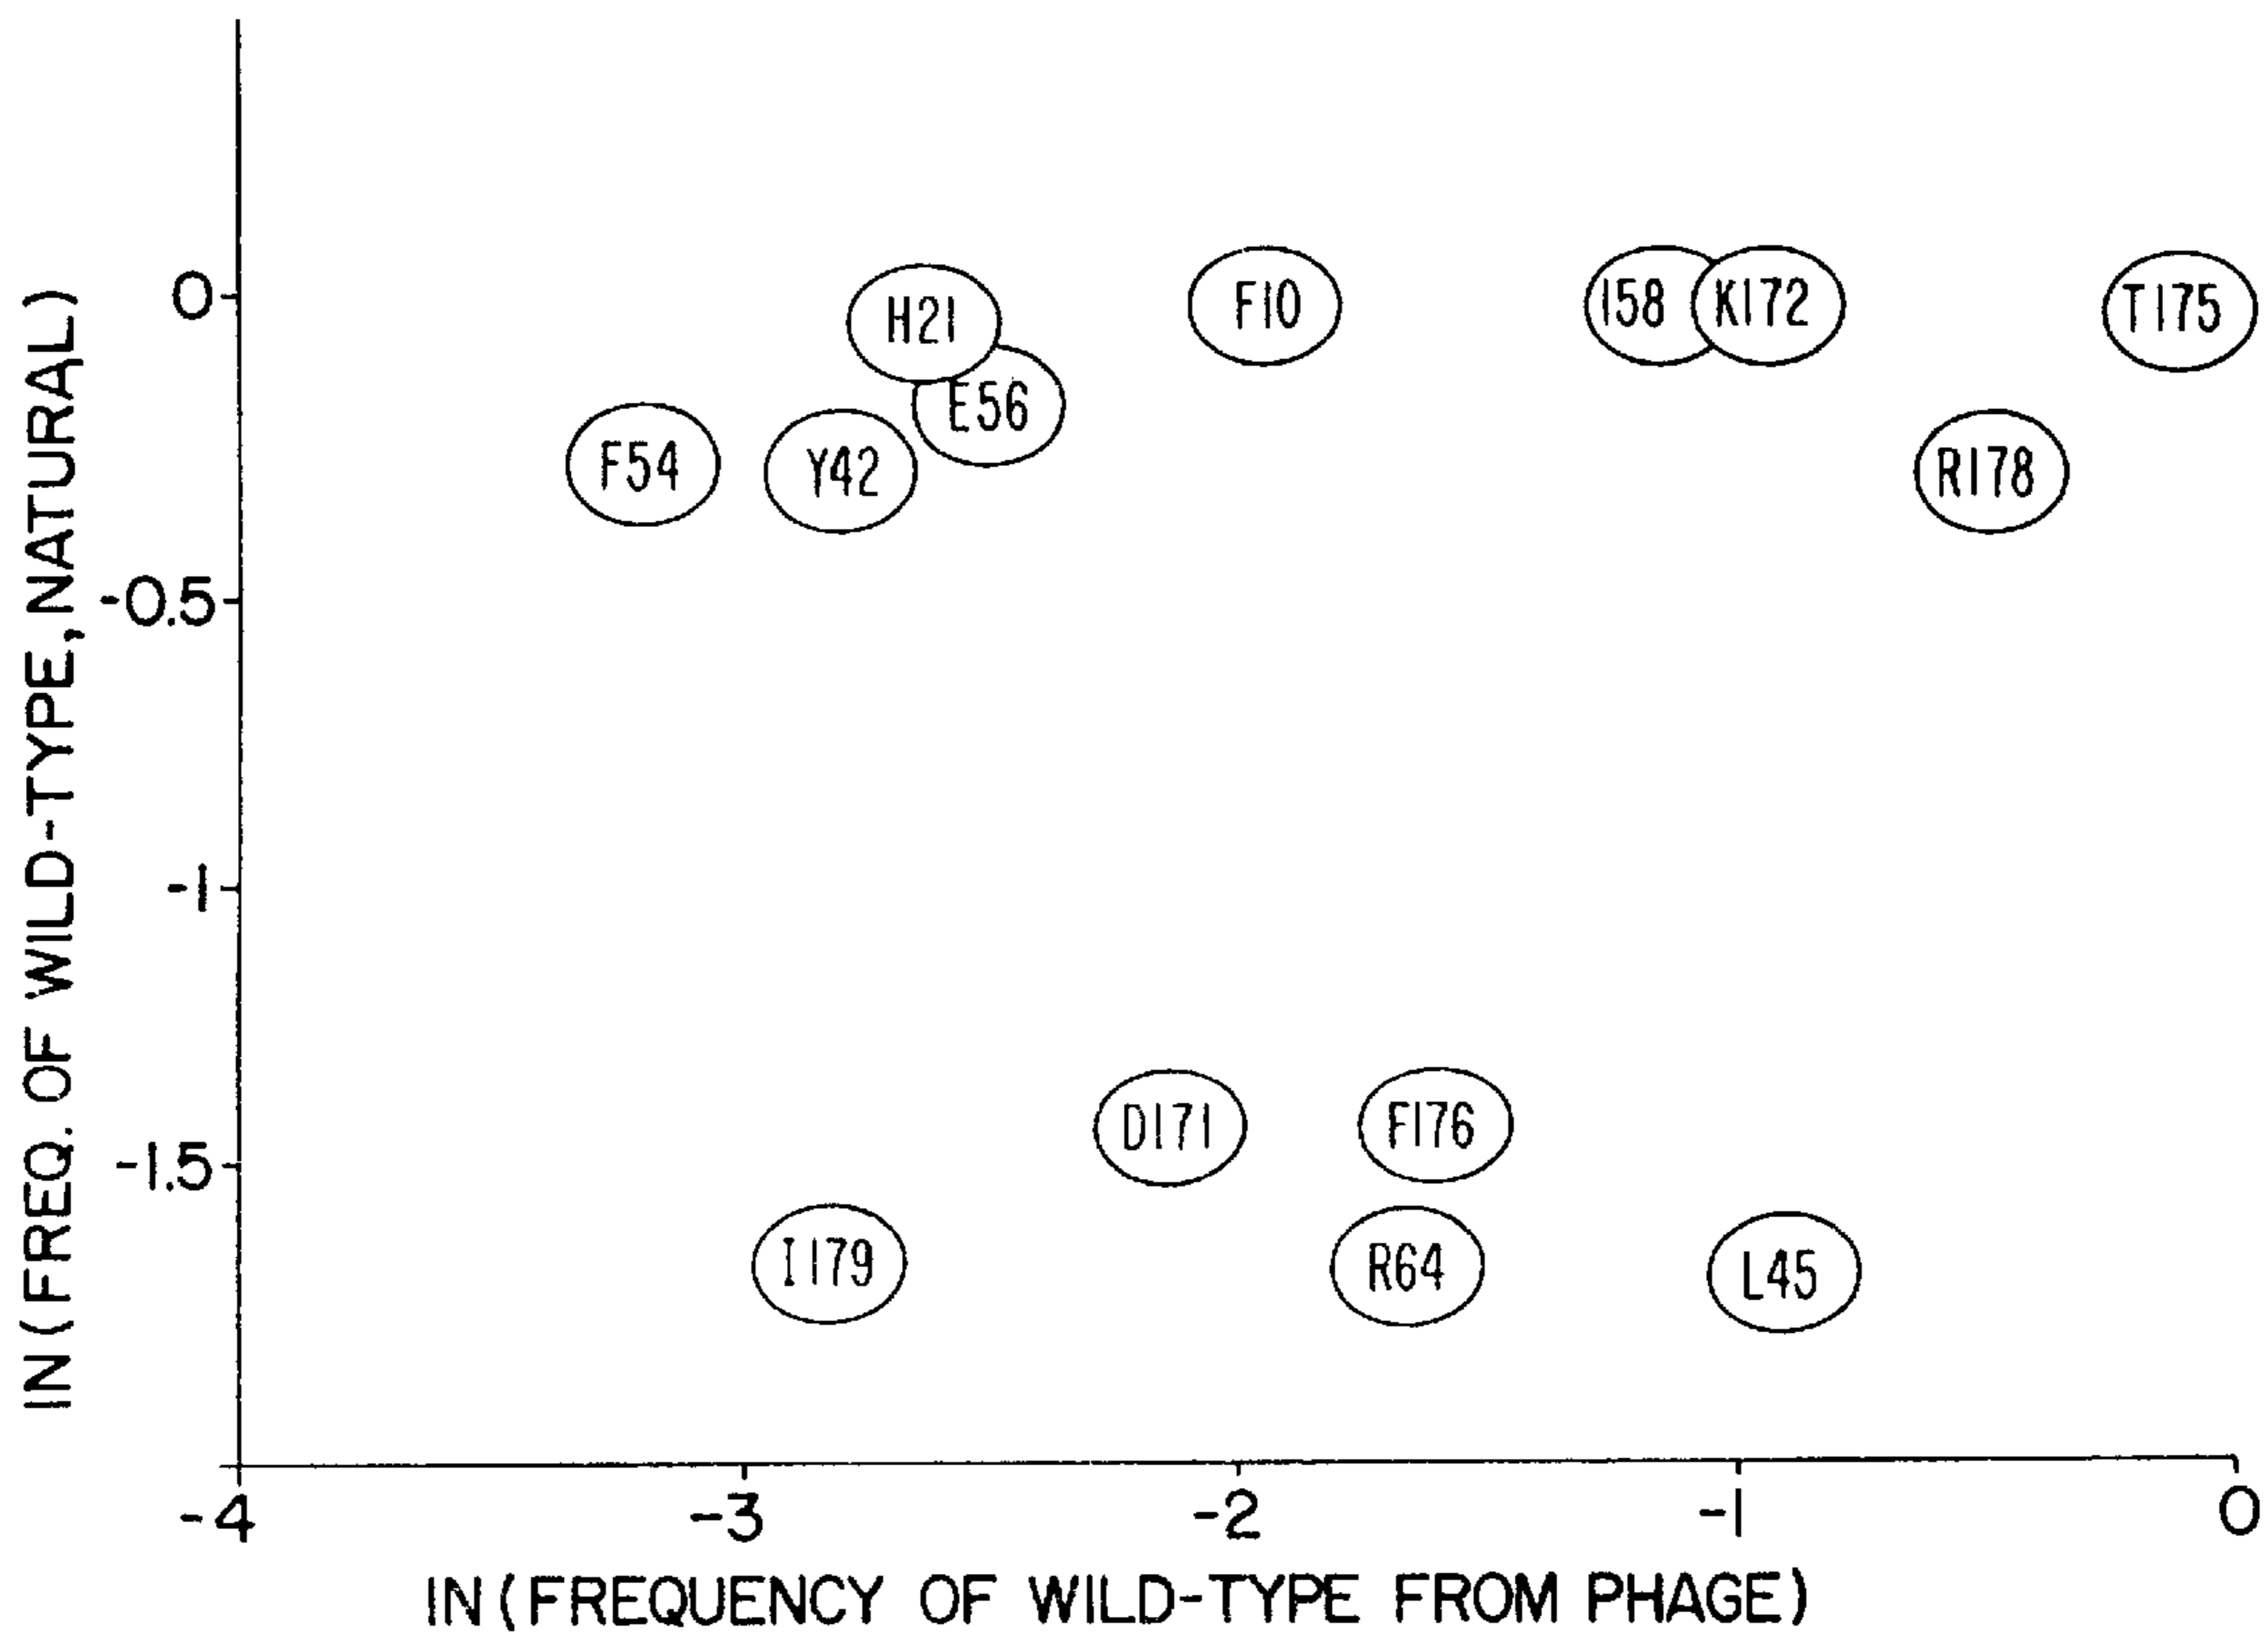 IN (FREQ. OF WILD-TYPE, NATURAL)
0
-0.5
-1
-1.5
H21
F10
I58
K172
T175
E56
F54
Y42
R178
D171
F176
I179
R64
L45
-4
-3
-2
-1
0
IN (FREQUENCY OF WILD-TYPE FROM PHAGE)